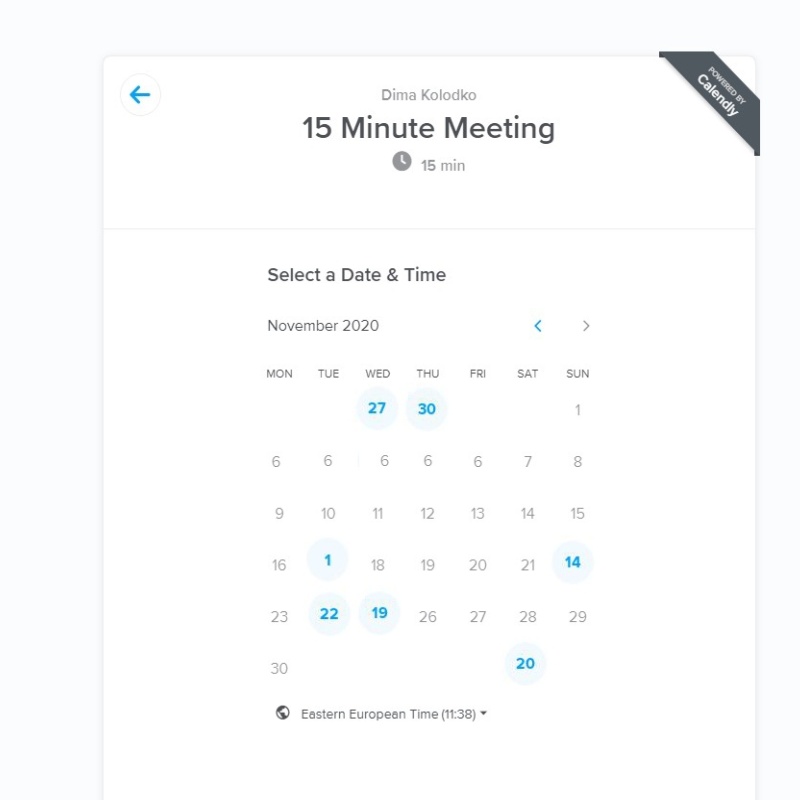 POWERED BY
Calendly
Dima Kolodko
15 Minute Meeting
15 min
Select a Date & Time
November 2020
MON TUE WED THU FRI SAT SUN
27 30 1
6 6 6 6 6 7 8
9 10 11 12 13 14 15
16 1 18 19 20 21 14
23 22 19 26 27 28 29
30 20
Eastern European Time (11:38)